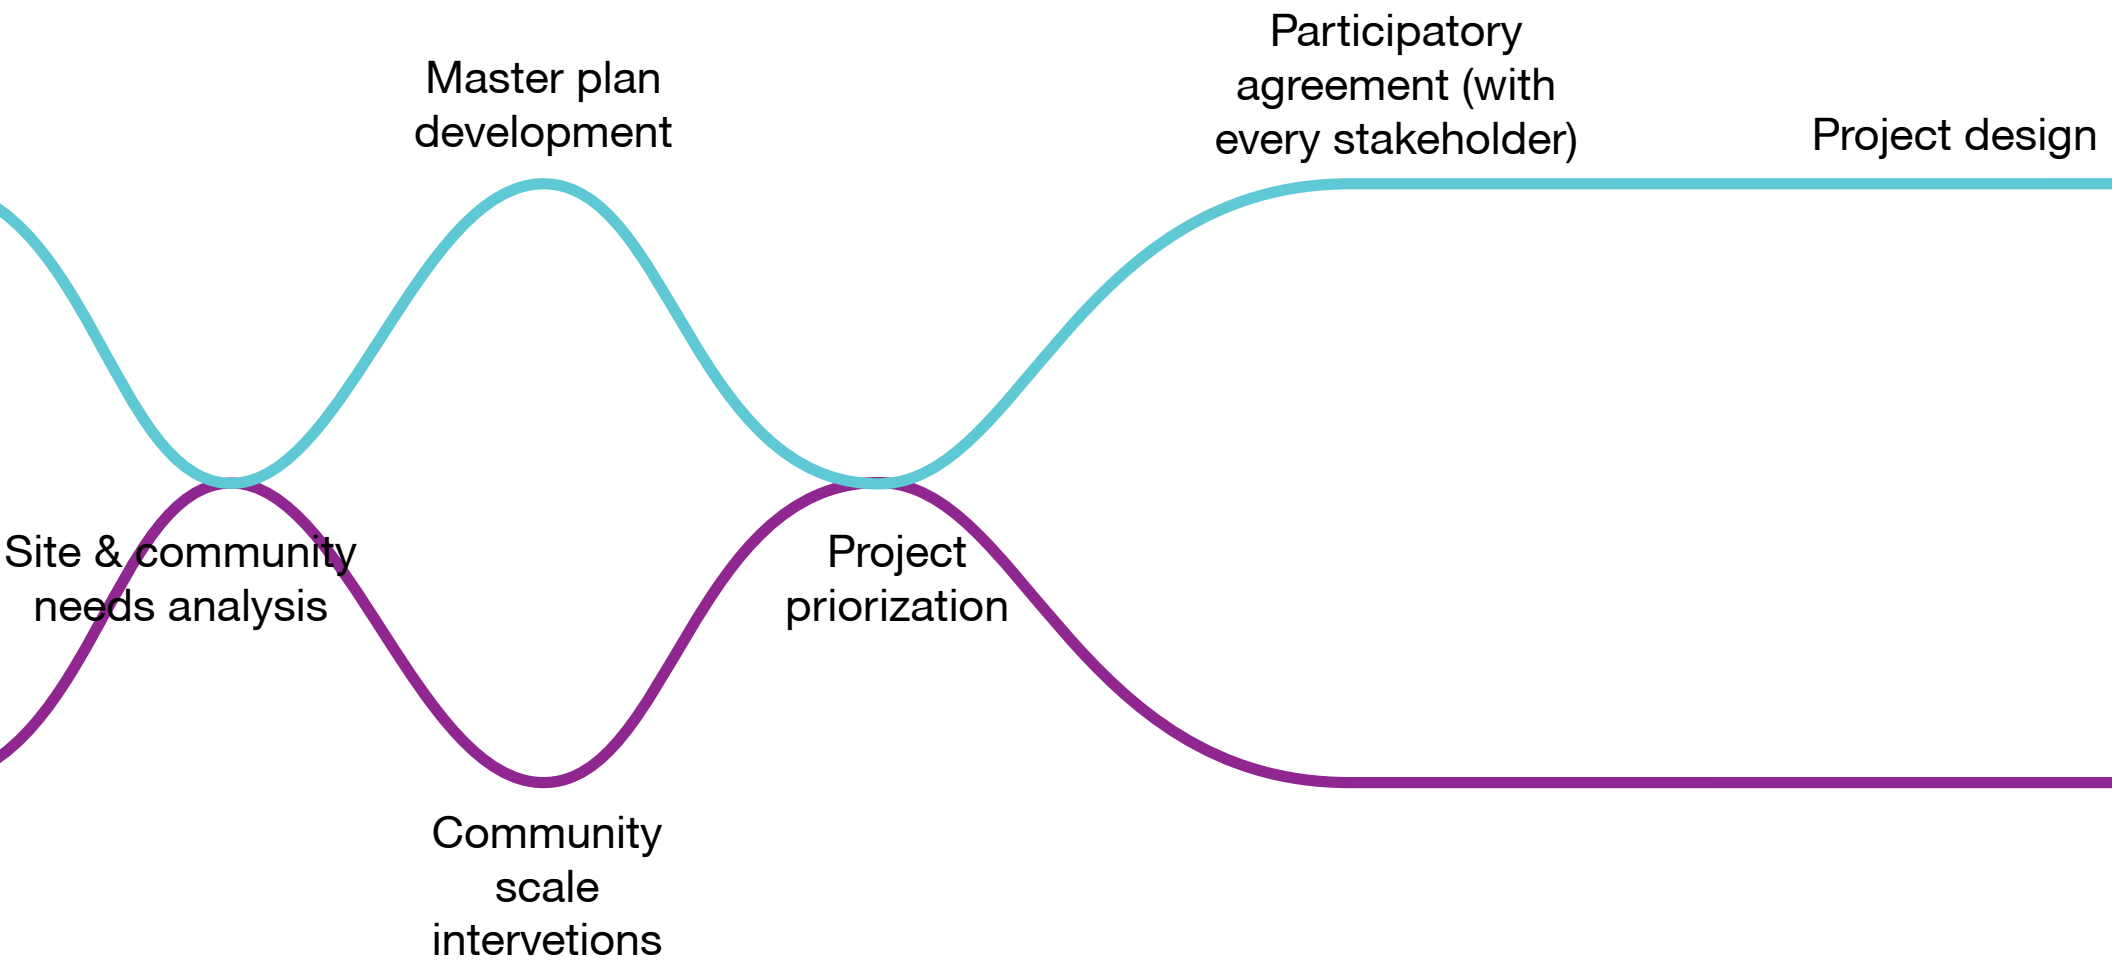 Master plan
development
Participatory
agreement (with
every stakeholder)
Project design
Site & community
needs analysis
Project
priorization
Community
scale
intervetions